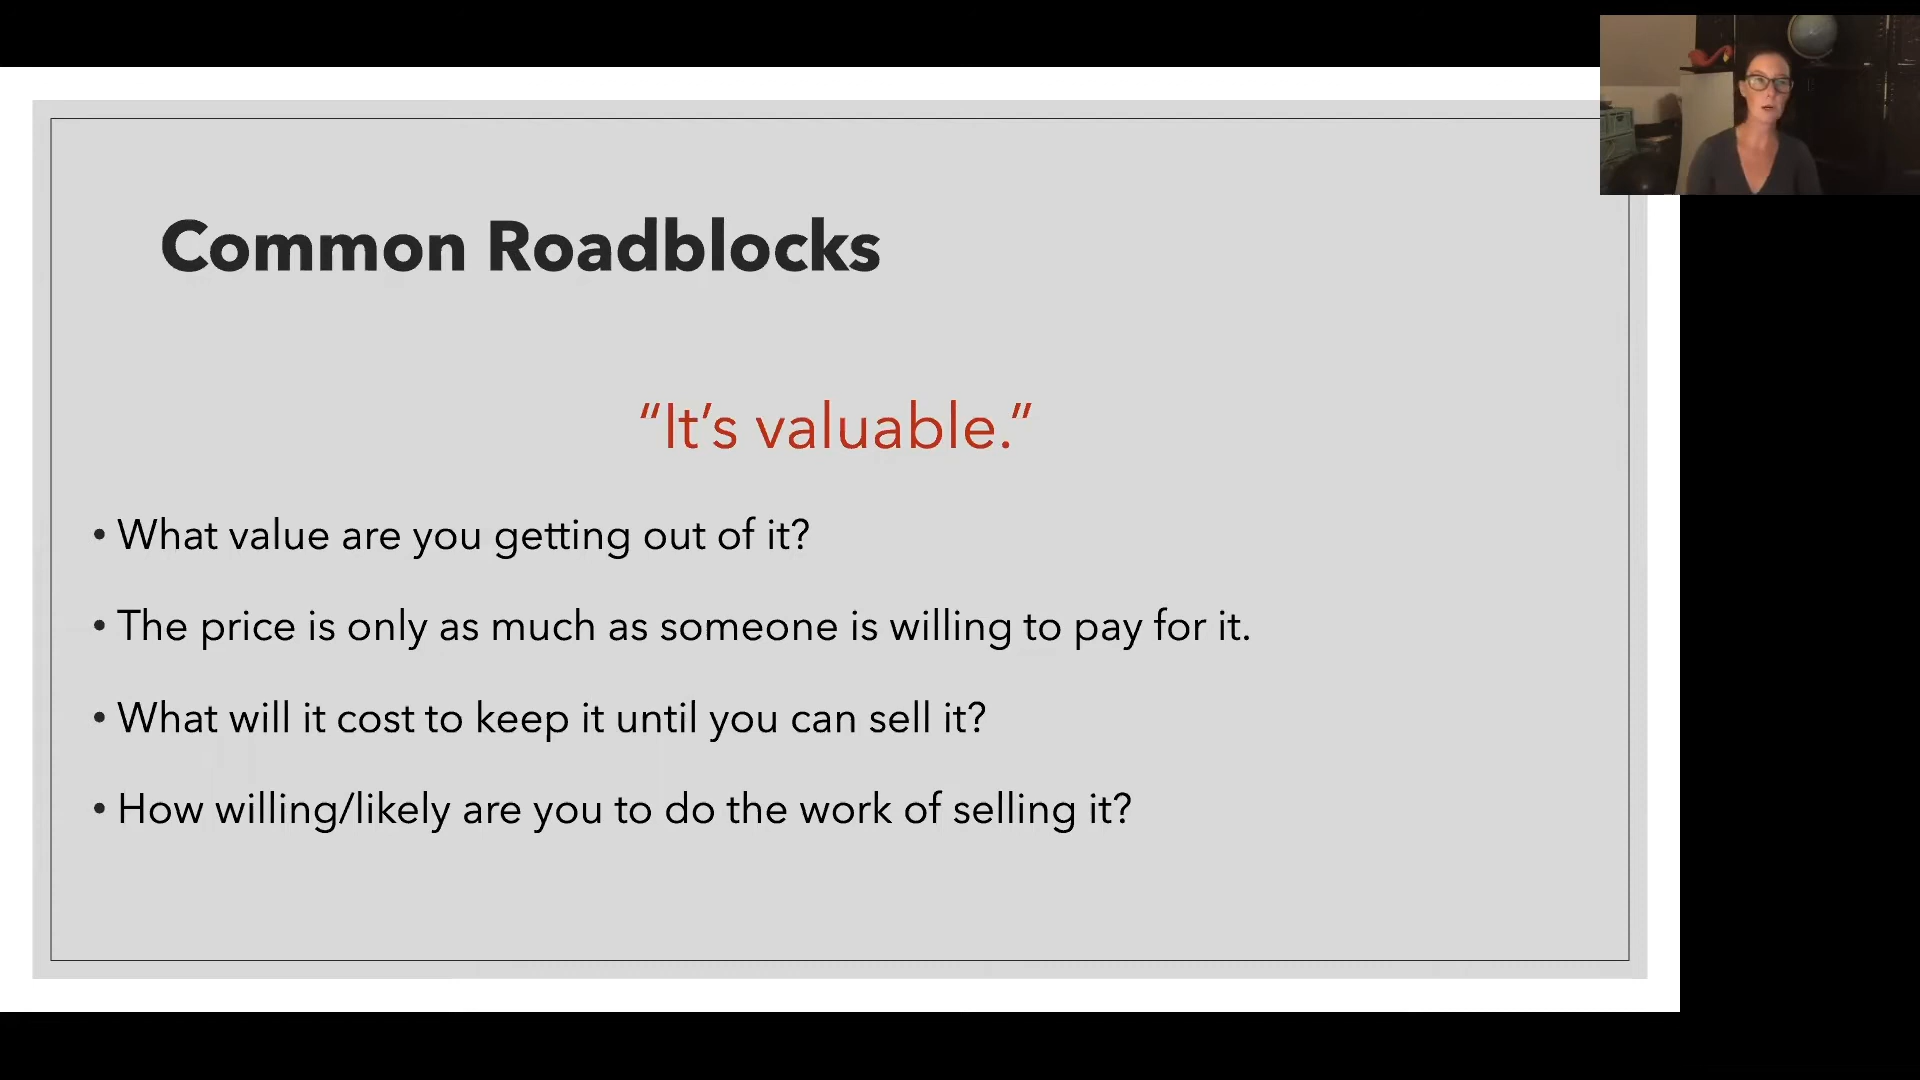 Common Roadblocks
“It’s valuable.”
• What value are you getting out of it?
• The price is only as much as someone is willing to pay for it.
• What will it cost to keep it until you can sell it?
• How willing/likely are you to do the work of selling it?